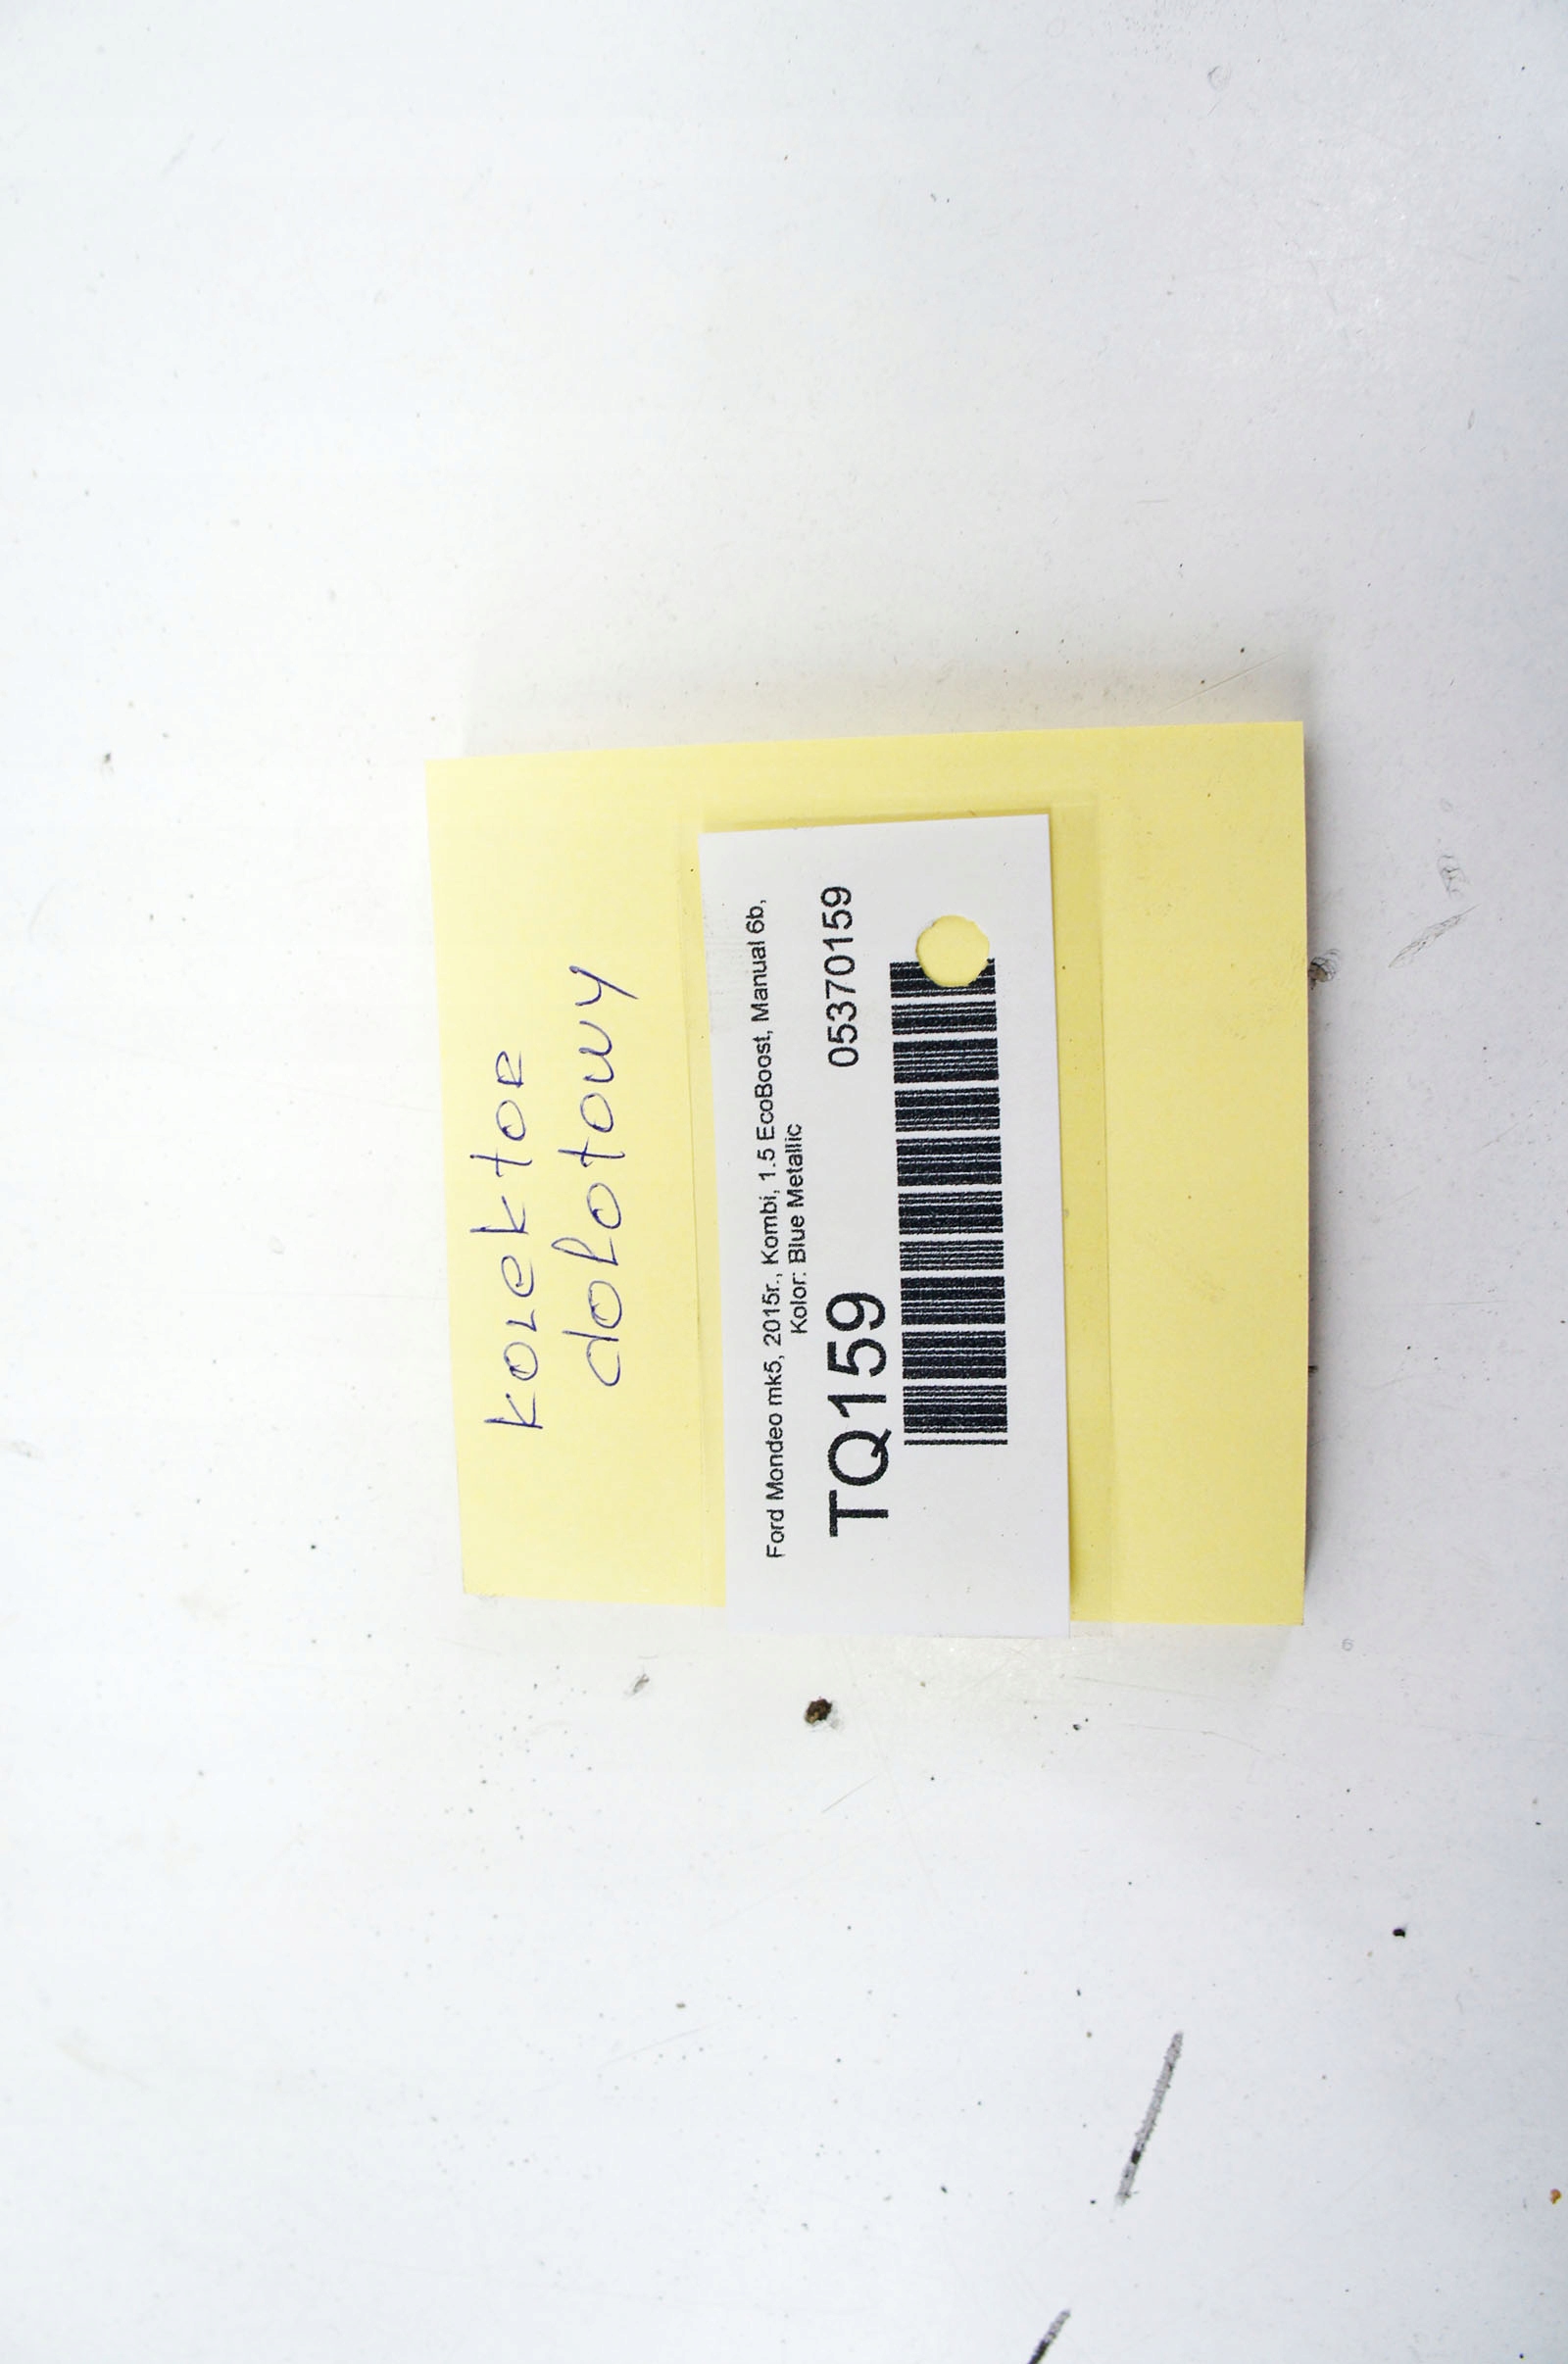 kolektor
dolotowy
Ford Mondeo mk5, 2015r., Kombi, 1.5 EcoBoost, Manual 6b,
Kolor: Blue Metallic
TQ159 05370159